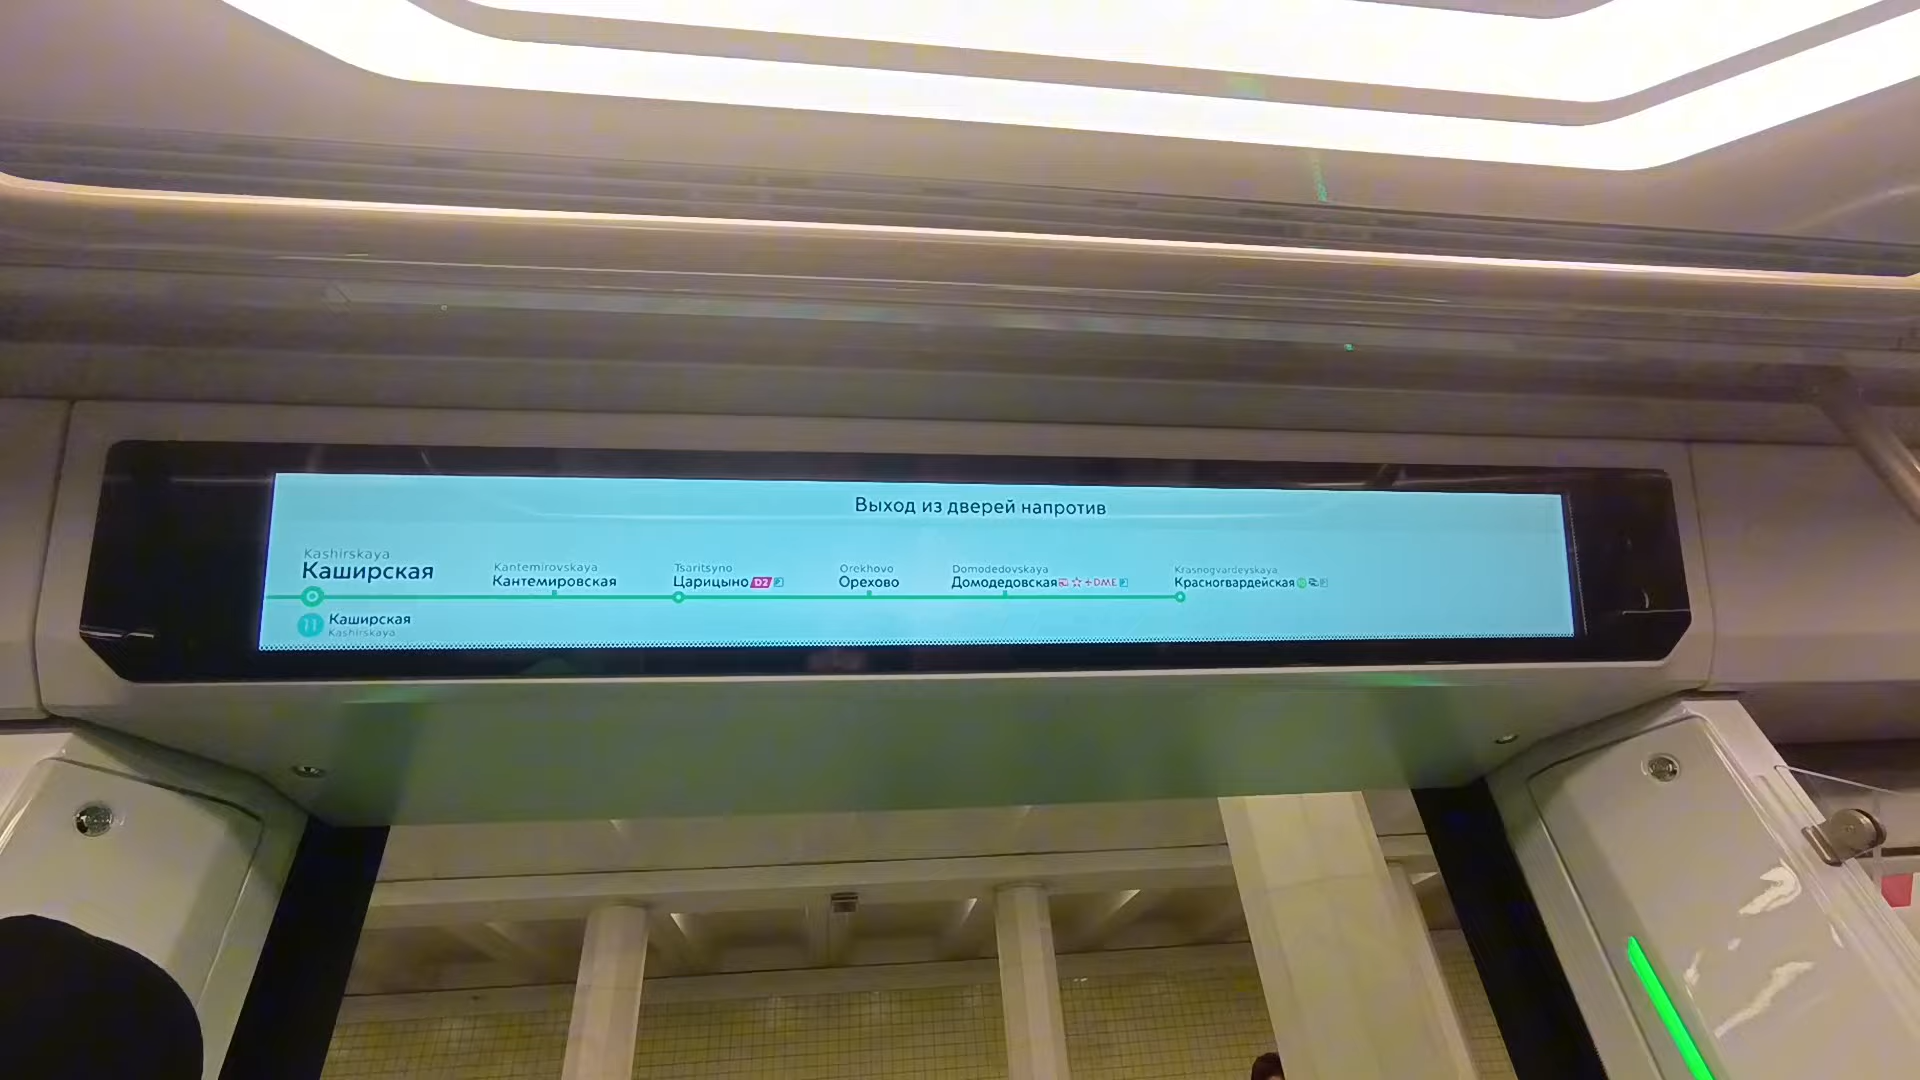 Выход из дверей напротив
Kashirskaya
Каширская
Kantemirovskaya
Кантемировская
Tsaritsyno
Царицыно D2 P
Orekhovo
Орехово
Domodedovskaya
Домодедовская +DME P
Krasnogvardeyskaya
Красногвардейская
11 Каширская
Kashirskaya